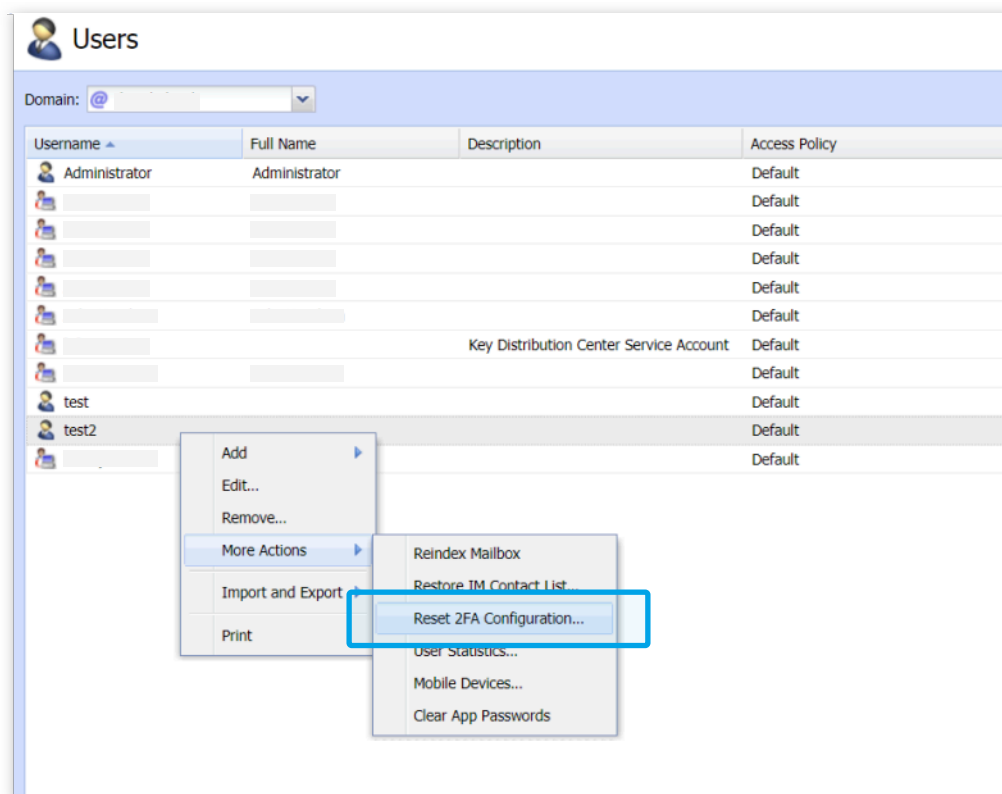 Users
Domain: @
Username Full Name Description Access Policy
Administrator Administrator Default
Default
Default
Default
Default
Default
Key Distribution Center Service Account Default
Default
test Default
test2 Default
Default
Add
Edit...
Remove...
More Actions
Import and Export
Print
Reindex Mailbox
Restore IM Contact List...
Reset 2FA Configuration...
User Statistics...
Mobile Devices...
Clear App Passwords